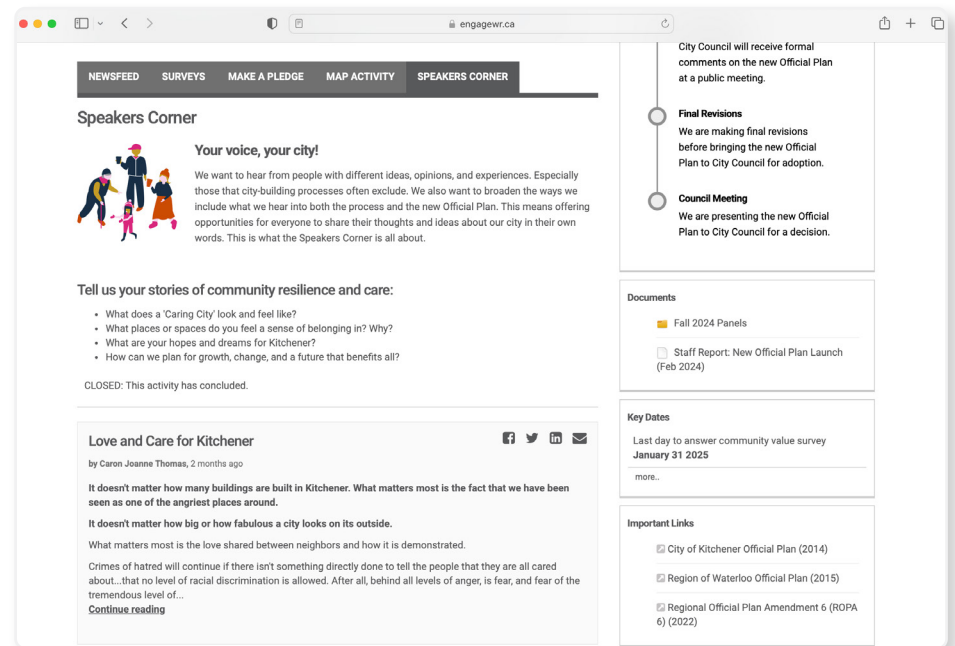 engagewr.ca
NEWSFEED SURVEYS MAKE A PLEDGE MAP ACTIVITY SPEAKERS CORNER
Speakers Corner
Your voice, your city!
We want to hear from people with different ideas, opinions, and experiences. Especially
those that city-building processes often exclude. We also want to broaden the ways we
include what we hear into both the process and the new Official Plan. This means offering
opportunities for everyone to share their thoughts and ideas about our city in their own
words. This is what the Speakers Corner is all about.
Tell us your stories of community resilience and care:
• What does a 'Caring City' look and feel like?
• What places or spaces do you feel a sense of belonging in? Why?
• What are your hopes and dreams for Kitchener?
• How can we plan for growth, change, and a future that benefits all?
CLOSED: This activity has concluded.
Love and Care for Kitchener
by Caron Joanne Thomas, 2 months ago
It doesn't matter how many buildings are built in Kitchener. What matters most is the fact that we have been
seen as one of the angriest places around.
It doesn't matter how big or how fabulous a city looks on its outside.
What matters most is the love shared between neighbors and how it is demonstrated.
Crimes of hatred will continue if there isn't something directly done to tell the people that they are all cared
about...that no level of racial discrimination is allowed. After all, behind all levels of anger, is fear, and fear of the
tremendous level of...
Continue reading
City Council will receive formal
comments on the new Official Plan
at a public meeting.
Final Revisions
We are making final revisions
before bringing the new Official
Plan to City Council for adoption.
Council Meeting
We are presenting the new Official
Plan to City Council for a decision.
Documents
Fall 2024 Panels
Staff Report: New Official Plan Launch
(Feb 2024)
Key Dates
Last day to answer community value survey
January 31 2025
more..
Important Links
City of Kitchener Official Plan (2014)
Region of Waterloo Official Plan (2015)
Regional Official Plan Amendment 6 (ROPA
6) (2022)